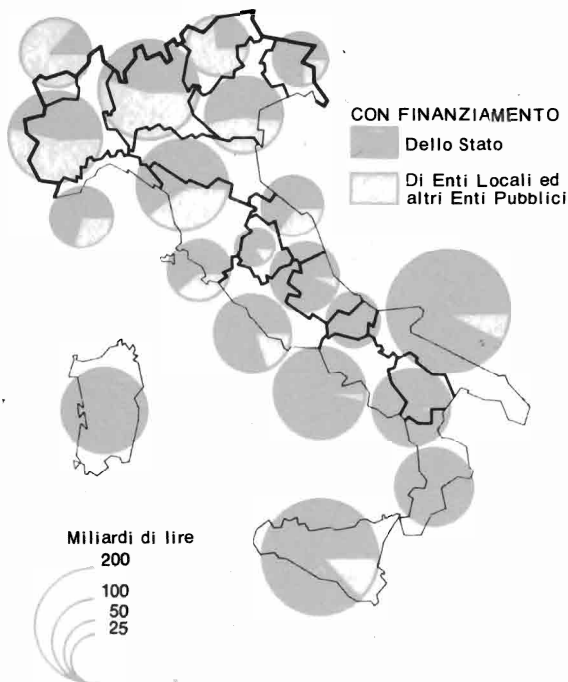 CON FINANZIAMENTO
Dello Stato
Di Enti Locali ed
altri Enti Pubblici
Miliardi di lire
200
100
50
25